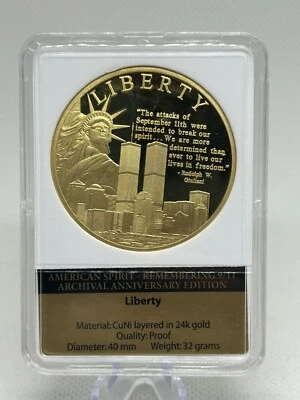 LIBERTY
"The attacks of
September 11th were
intended to break our
spirit... We are more
determined than
ever to live our
lives in freedom."
- Rudolph W.
Giuliani
AMERICAN SPIRIT - REMEMBERING 9/11
ARCHIVAL ANNIVERSARY EDITION
Liberty
Material: CuNi layered in 24k gold
Quality: Proof
Diameter: 40 mm Weight: 32 grams